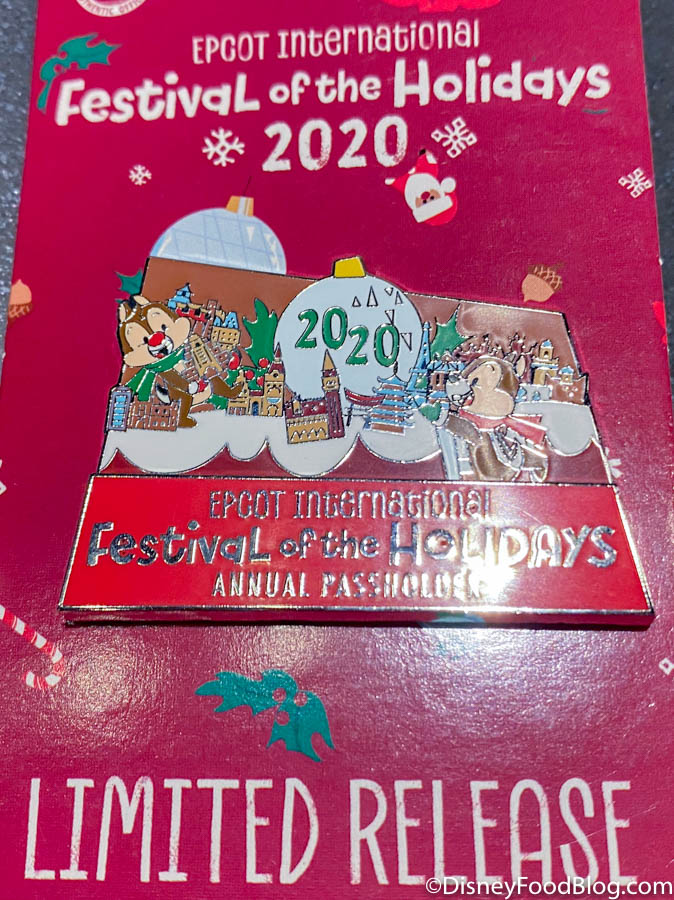 EPCOT International
Festival of the Holidays
2020
2020
EPCOT International
Festival of the HOLIDAYS
ANNUAL PASSHOLDER
LIMITED RELEASE
©DisneyFoodBlog.com